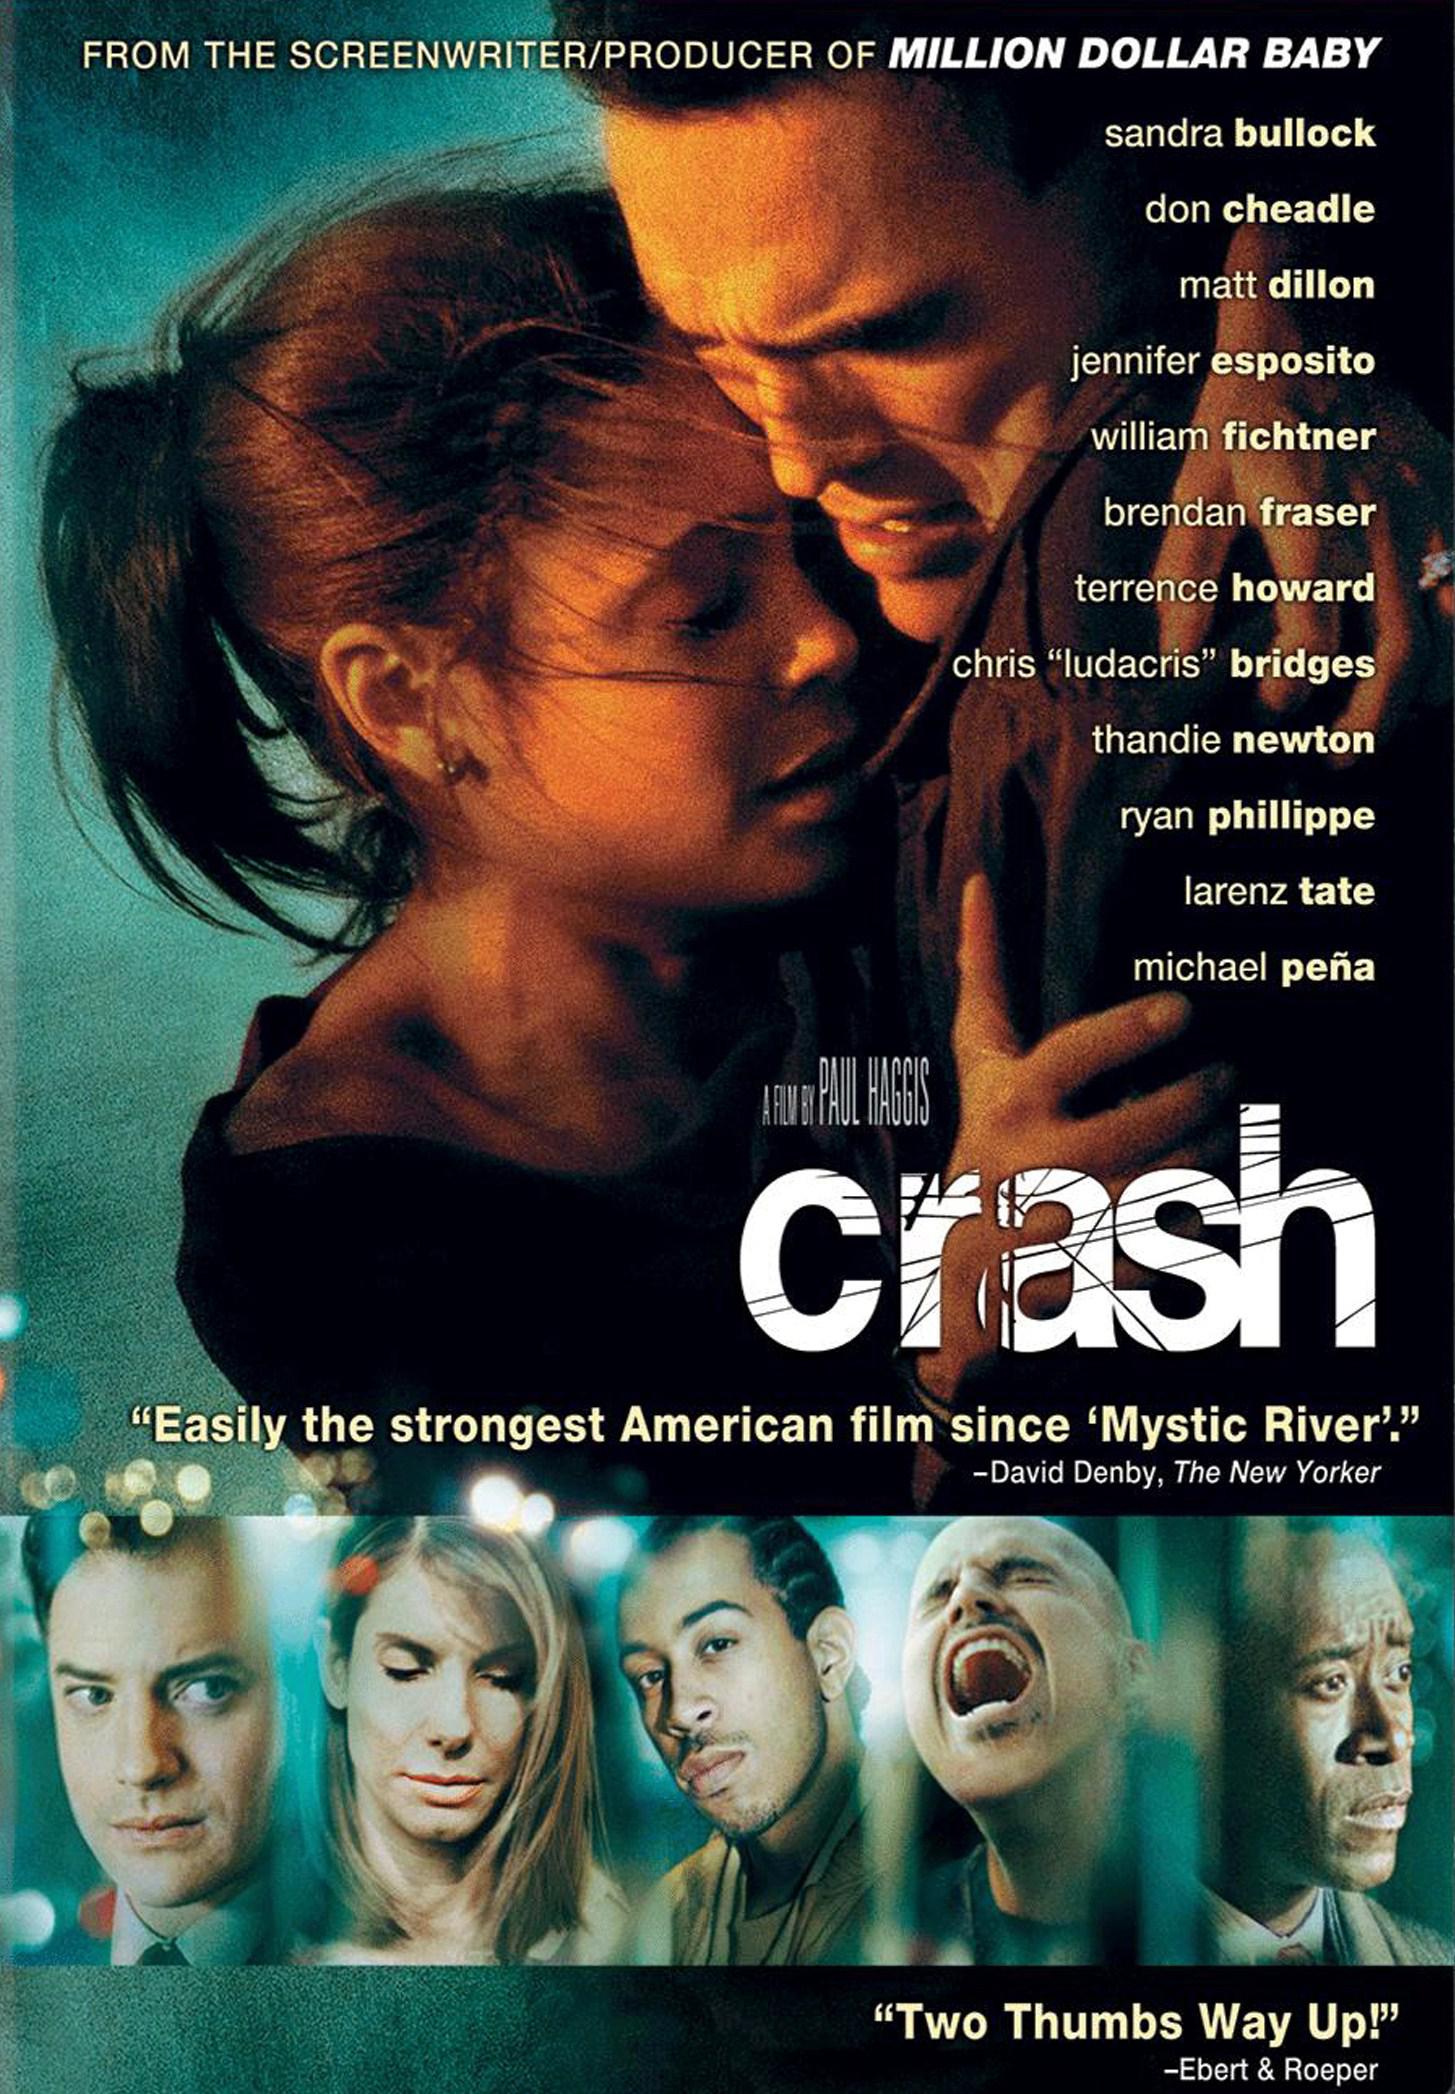 FROM THE SCREENWRITER/PRODUCER OF MILLION DOLLAR BABY
sandra bullock
don cheadle
matt dillon
jennifer esposito
william fichtner
brendan fraser
terrence howard
chris “ludacris” bridges
thandie newton
ryan phillippe
larenz tate
michael peña
A FILM BY PAUL HAGGIS
crash
“Easily the strongest American film since ‘Mystic River’.”
–David Denby, The New Yorker
“Two Thumbs Way Up!”
–Ebert & Roeper